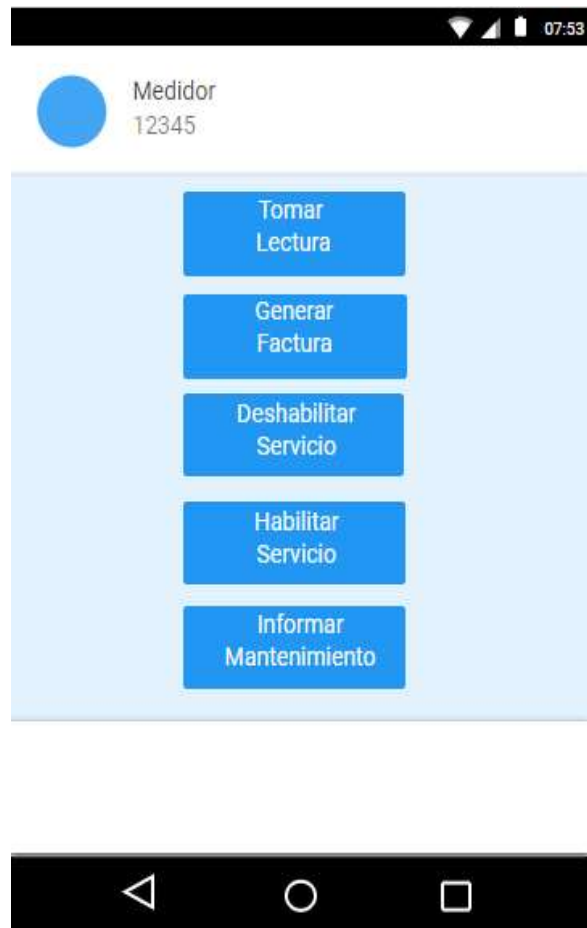 07:53
Medidor
12345
Tomar
Lectura
Generar
Factura
Deshabilitar
Servicio
Habilitar
Servicio
Informar
Mantenimiento